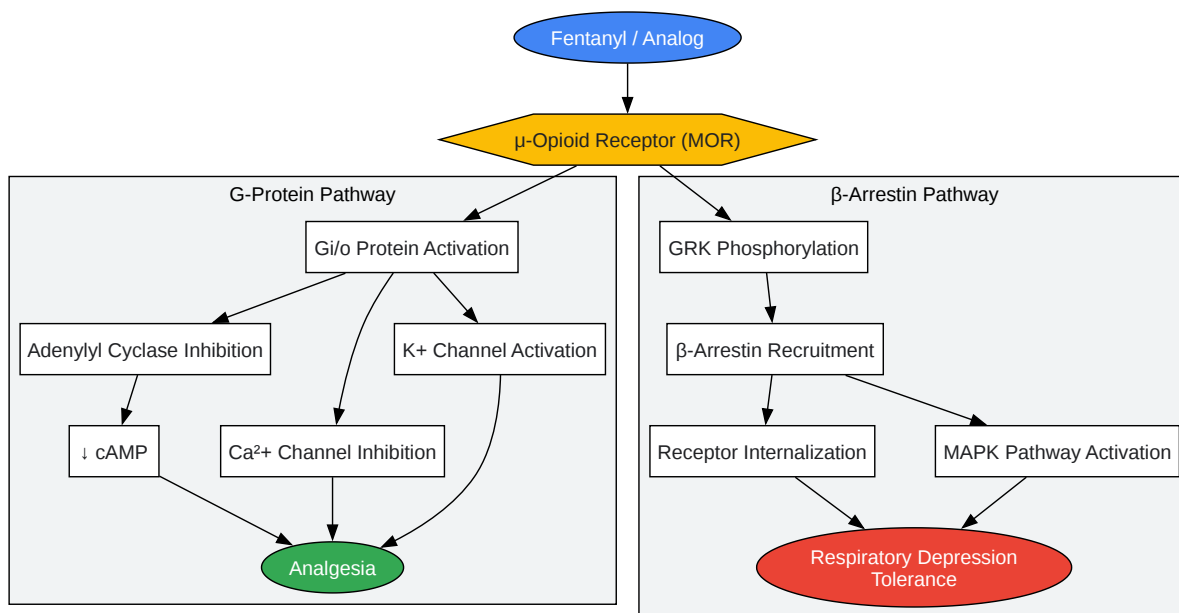 Fentanyl / Analog
μ-Opioid Receptor (MOR)
G-Protein Pathway
Gi/o Protein Activation
Adenylyl Cyclase Inhibition
K+ Channel Activation
↓ cAMP
Ca²+ Channel Inhibition
Analgesia
β-Arrestin Pathway
GRK Phosphorylation
β-Arrestin Recruitment
Receptor Internalization
MAPK Pathway Activation
Respiratory Depression
Tolerance